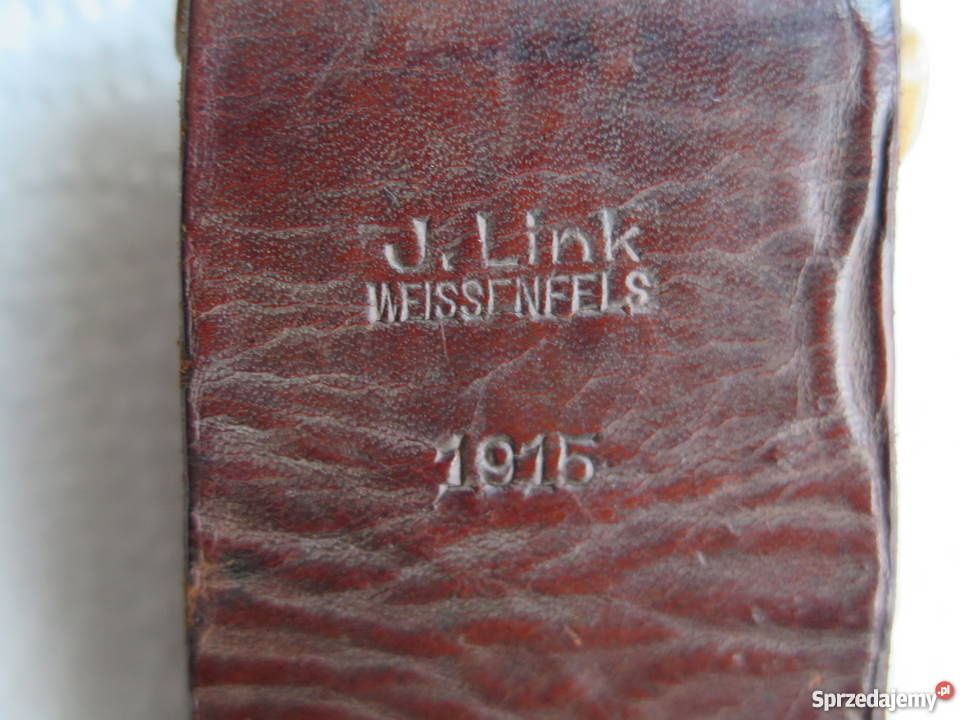 J. Link
WEISSENFELS
1915
Sprzedajemy.pl